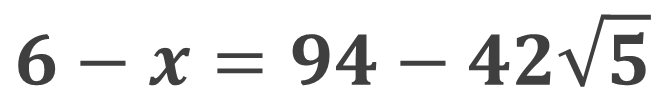 6 − x = 94 − 42√5